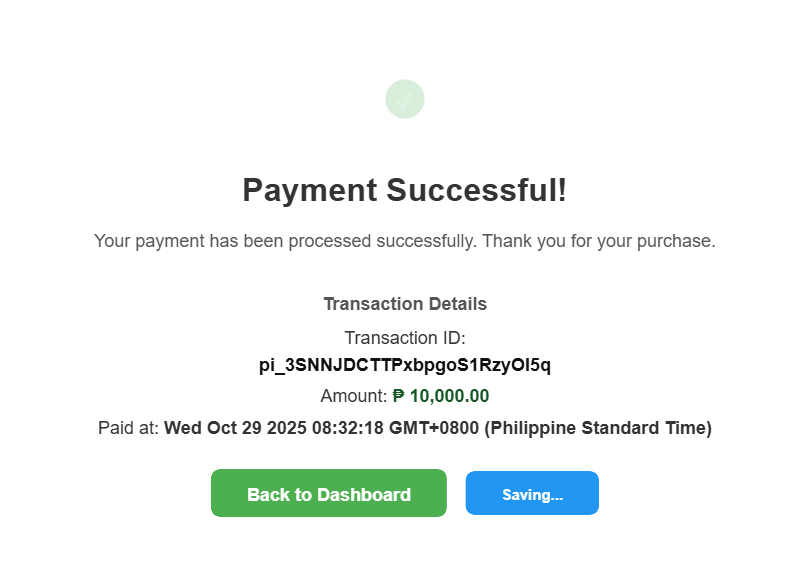 Payment Successful!
Your payment has been processed successfully. Thank you for your purchase.
Transaction Details
Transaction ID:
pi_3SNNJDCTTPxbpgoS1RzyOI5q
Amount: ₱ 10,000.00
Paid at: Wed Oct 29 2025 08:32:18 GMT+0800 (Philippine Standard Time)
Back to Dashboard
Saving...